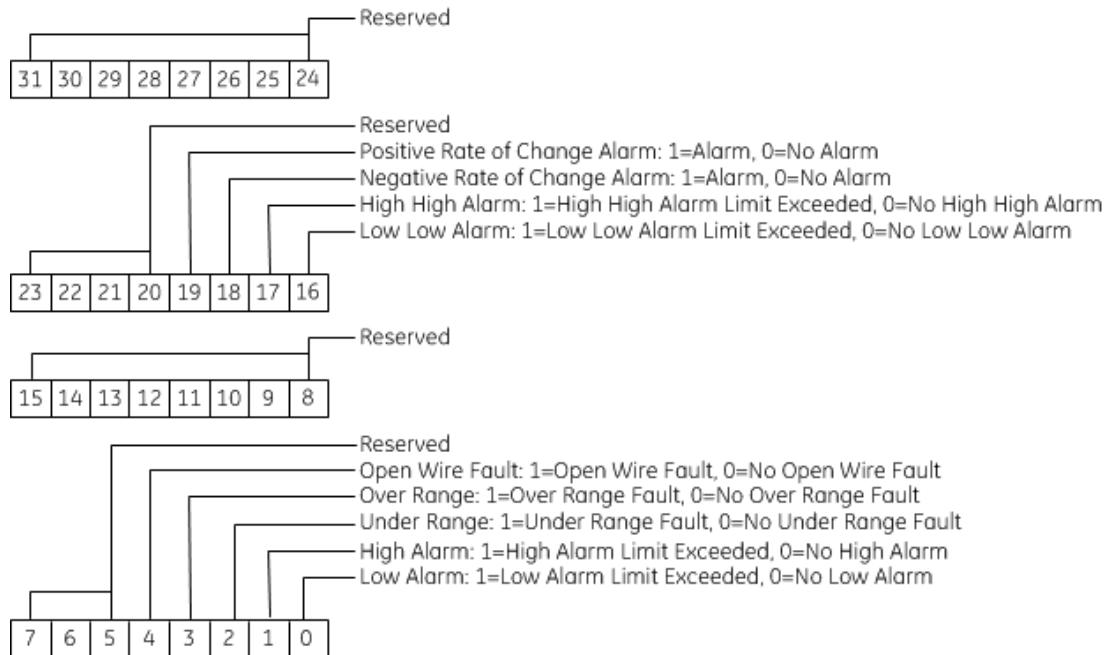 Reserved
31 30 29 28 27 26 25 24
Reserved
Positive Rate of Change Alarm: 1=Alarm, 0=No Alarm
Negative Rate of Change Alarm: 1=Alarm, 0=No Alarm
High High Alarm: 1=High High Alarm Limit Exceeded, 0=No High High Alarm
Low Low Alarm: 1=Low Low Alarm Limit Exceeded, 0=No Low Low Alarm
23 22 21 20 19 18 17 16
Reserved
15 14 13 12 11 10 9 8
Reserved
Open Wire Fault: 1=Open Wire Fault, 0=No Open Wire Fault
Over Range: 1=Over Range Fault, 0=No Over Range Fault
Under Range: 1=Under Range Fault, 0=No Under Range Fault
High Alarm: 1=High Alarm Limit Exceeded, 0=No High Alarm
Low Alarm: 1=Low Alarm Limit Exceeded, 0=No Low Alarm
7 6 5 4 3 2 1 0